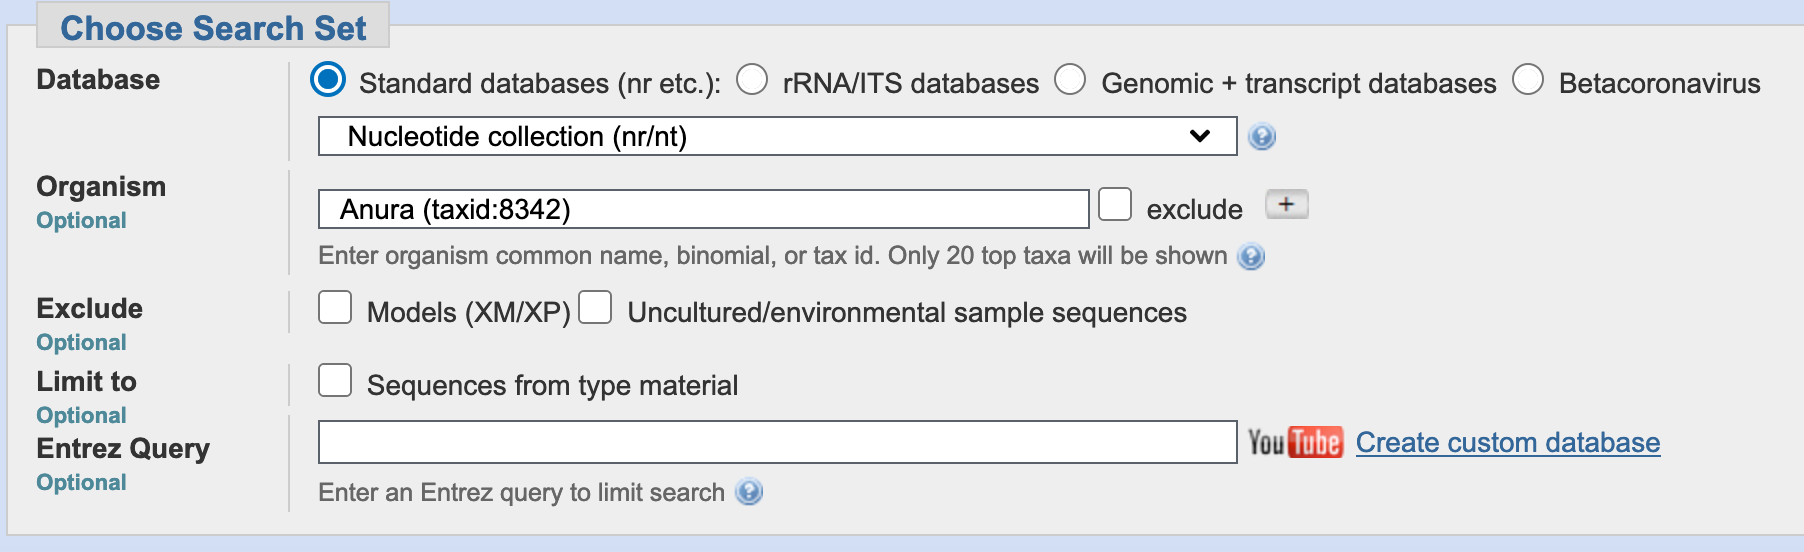 Choose Search Set
Database
Standard databases (nr etc.): rRNA/ITS databases Genomic + transcript databases Betacoronavirus
Nucleotide collection (nr/nt)
Organism
Optional
Anura (taxid:8342) exclude +
Enter organism common name, binomial, or tax id. Only 20 top taxa will be shown ?
Exclude
Optional
Models (XM/XP) Uncultured/environmental sample sequences
Limit to
Optional
Sequences from type material
Entrez Query
Optional
YouTube Create custom database
Enter an Entrez query to limit search ?